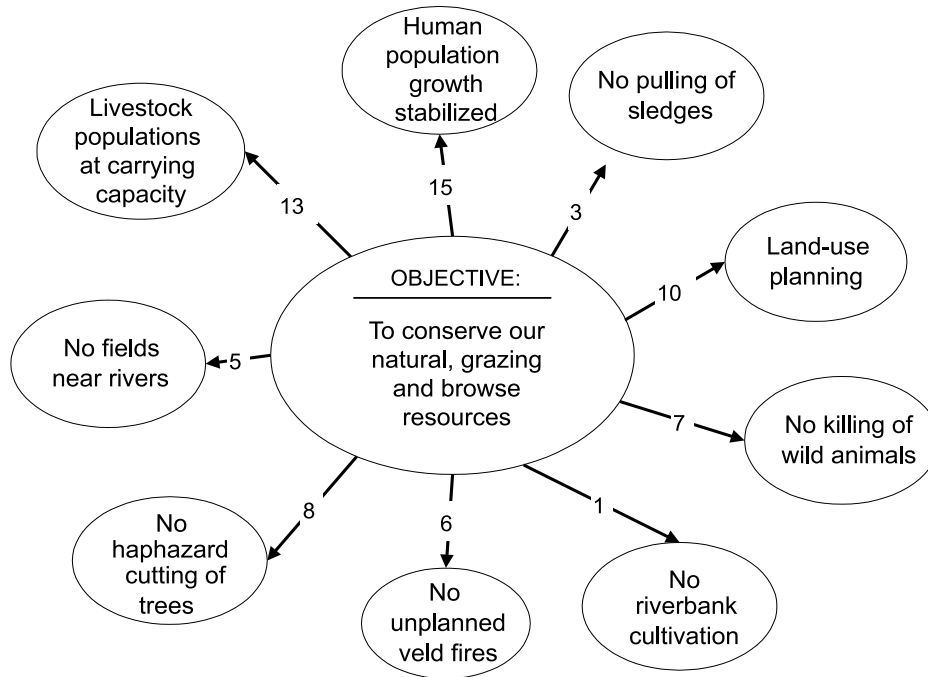 Human
population
growth
stabilized
No pulling of
sledges
Livestock
populations
at carrying
capacity
15
3
13
Land-use
planning
10
OBJECTIVE:
To conserve our
natural, grazing
and browse
resources
No fields
near rivers
5
7
No killing of
wild animals
8
6
1
No
haphazard
cutting of
trees
No
unplanned
veld fires
No
riverbank
cultivation